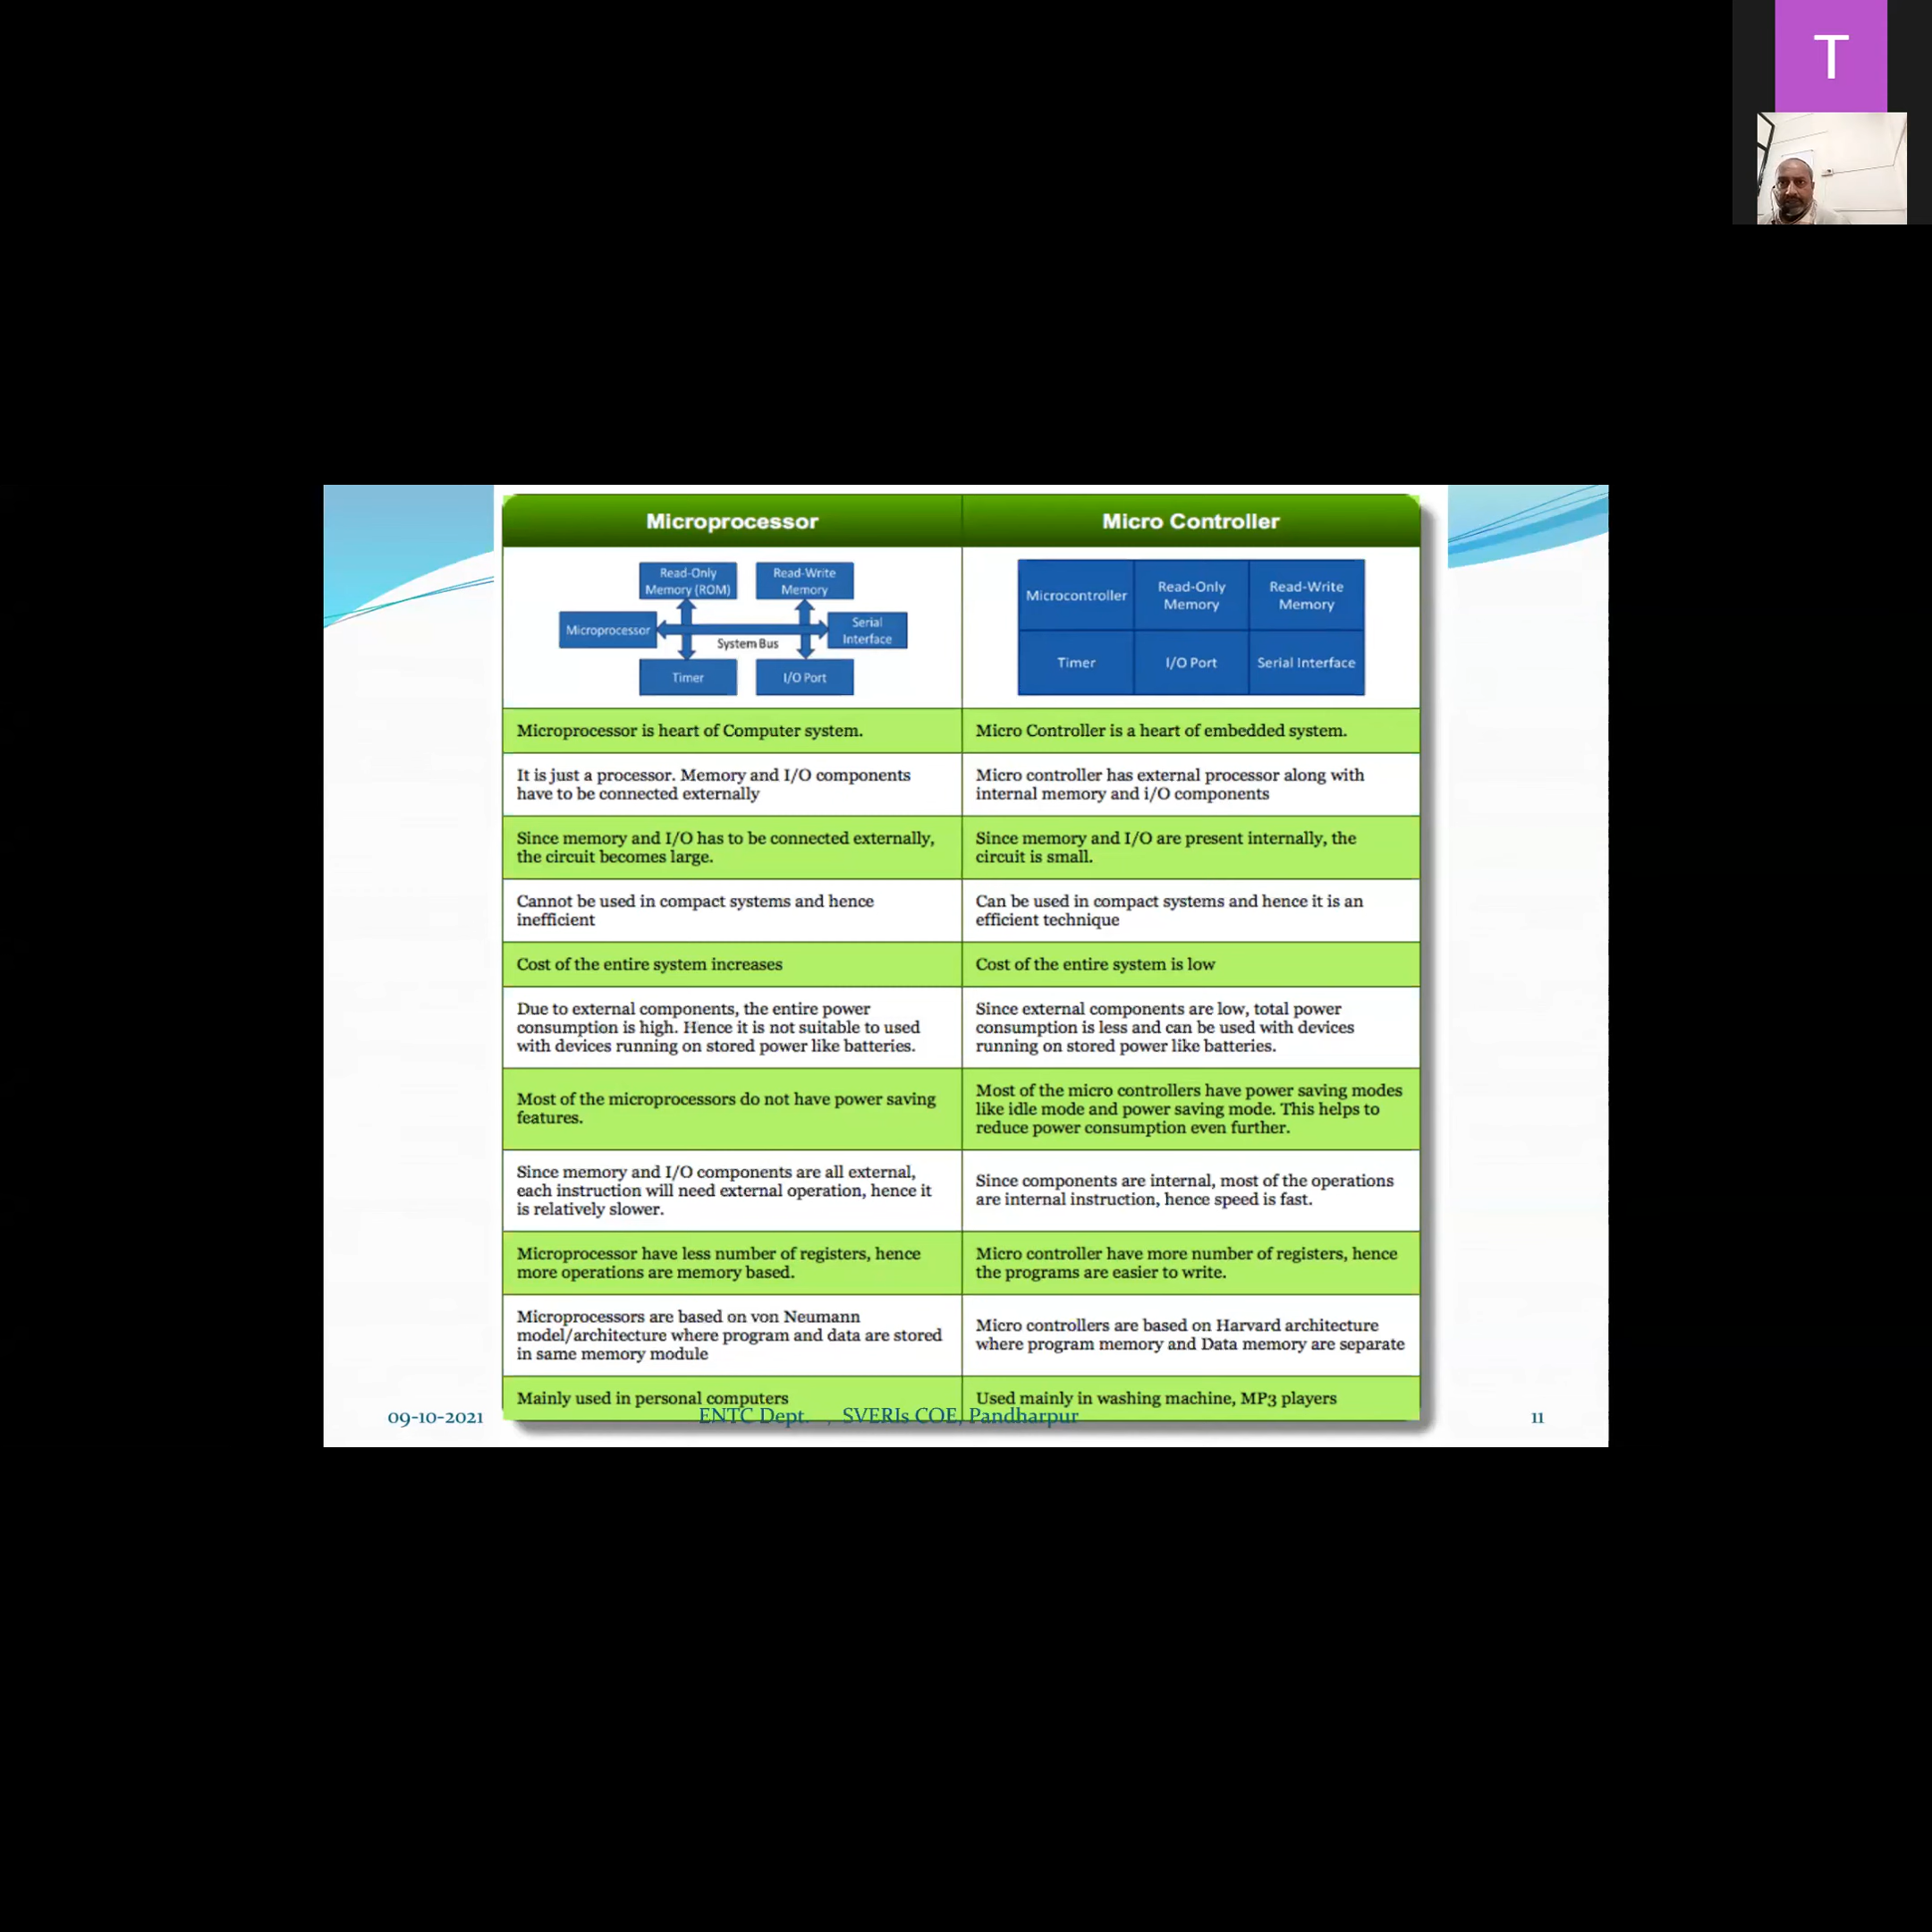 T
Microprocessor
Micro Controller
Read-Only
Memory (ROM)
Read-Write
Memory
Microprocessor
Serial
Interface
System Bus
Timer
I/O Port
Microcontroller
Read-Only
Memory
Read-Write
Memory
Timer
I/O Port
Serial Interface
Microprocessor is heart of Computer system.
Micro Controller is a heart of embedded system.
It is just a processor. Memory and I/O components
have to be connected externally
Micro controller has external processor along with
internal memory and i/O components
Since memory and I/O has to be connected externally,
the circuit becomes large.
Since memory and I/O are present internally, the
circuit is small.
Cannot be used in compact systems and hence
inefficient
Can be used in compact systems and hence it is an
efficient technique
Cost of the entire system increases
Cost of the entire system is low
Due to external components, the entire power
consumption is high. Hence it is not suitable to used
with devices running on stored power like batteries.
Since external components are low, total power
consumption is less and can be used with devices
running on stored power like batteries.
Most of the microprocessors do not have power saving
features.
Most of the micro controllers have power saving modes
like idle mode and power saving mode. This helps to
reduce power consumption even further.
Since memory and I/O components are all external,
each instruction will need external operation, hence it
is relatively slower.
Since components are internal, most of the operations
are internal instruction, hence speed is fast.
Microprocessor have less number of registers, hence
more operations are memory based.
Micro controller have more number of registers, hence
the programs are easier to write.
Microprocessors are based on von Neumann
model/architecture where program and data are stored
in same memory module
Micro controllers are based on Harvard architecture
where program memory and Data memory are separate
Mainly used in personal computers
Used mainly in washing machine, MP3 players
09-10-2021
ENTC Dept. , SVERIs COE, Pandharpur
11